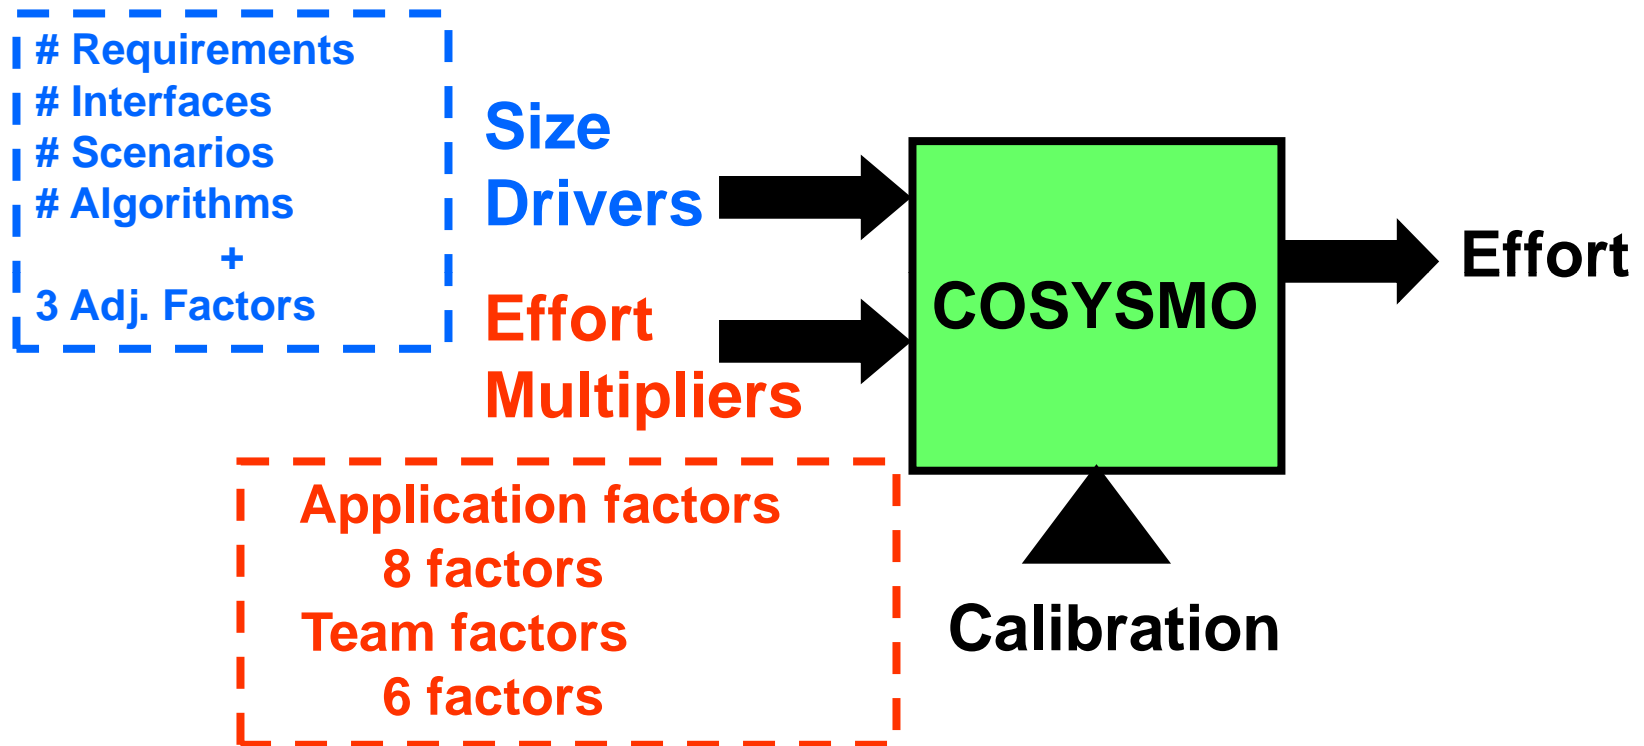 # Requirements
# Interfaces
# Scenarios
# Algorithms
+
3 Adj. Factors
Size
Drivers
Effort
Multipliers
Application factors
8 factors
Team factors
6 factors
COSYSMO
Calibration
Effort